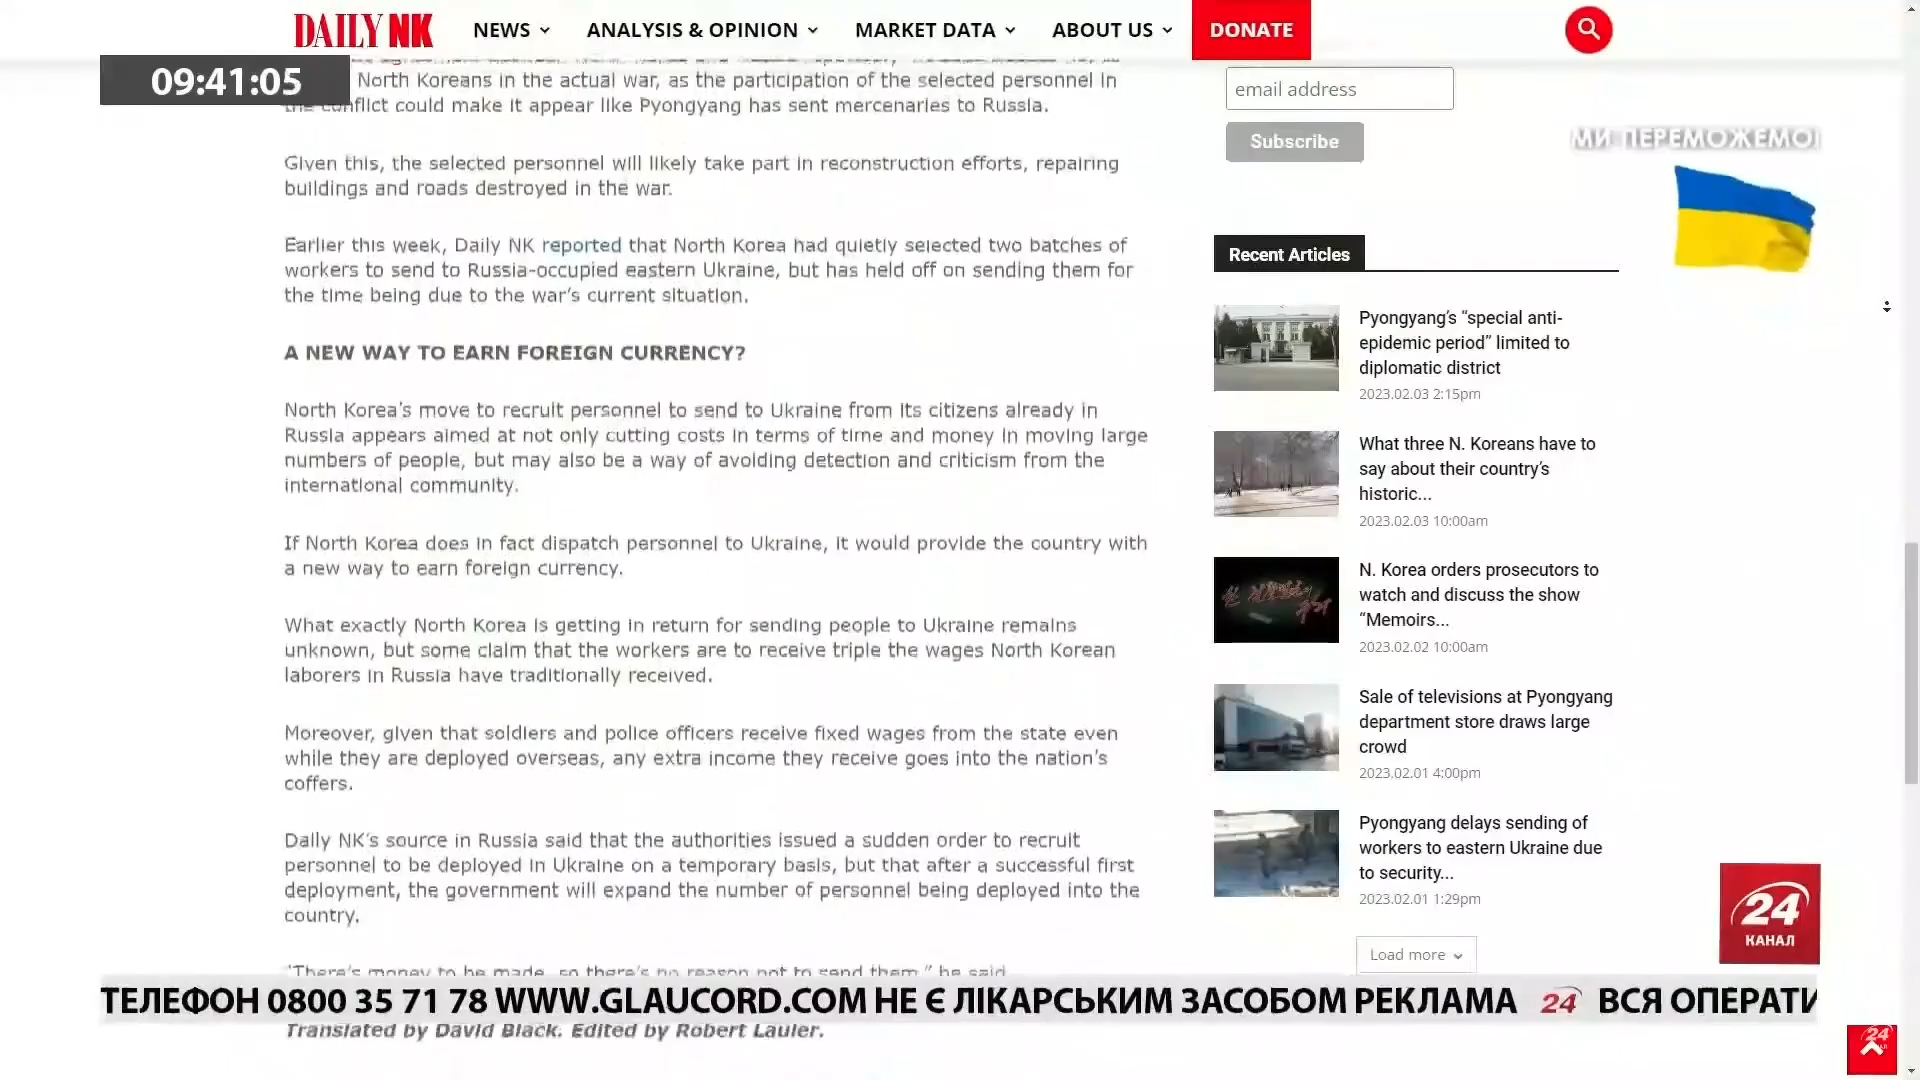 DAILY NK
NEWS
ANALYSIS & OPINION
MARKET DATA
ABOUT US
DONATE
09:41:05
North Koreans in the actual war, as the participation of the selected personnel in
the conflict could make it appear like Pyongyang has sent mercenaries to Russia.
Given this, the selected personnel will likely take part in reconstruction efforts, repairing
buildings and roads destroyed in the war.
Earlier this week, Daily NK reported that North Korea had quietly selected two batches of
workers to send to Russia-occupied eastern Ukraine, but has held off on sending them for
the time being due to the war’s current situation.
A NEW WAY TO EARN FOREIGN CURRENCY?
North Korea’s move to recruit personnel to send to Ukraine from its citizens already in
Russia appears aimed at not only cutting costs in terms of time and money in moving large
numbers of people, but may also be a way of avoiding detection and criticism from the
international community.
If North Korea does in fact dispatch personnel to Ukraine, it would provide the country with
a new way to earn foreign currency.
What exactly North Korea is getting in return for sending people to Ukraine remains
unknown, but some claim that the workers are to receive triple the wages North Korean
laborers in Russia have traditionally received.
Moreover, given that soldiers and police officers receive fixed wages from the state even
while they are deployed overseas, any extra income they receive goes into the nation’s
coffers.
Daily NK’s source in Russia said that the authorities issued a sudden order to recruit
personnel to be deployed in Ukraine on a temporary basis, but that after a successful first
deployment, the government will expand the number of personnel being deployed into the
country.
“There’s money to be made, so there’s no reason not to send them,” he said.
Translated by David Black. Edited by Robert Lauler.
email address
Subscribe
МИ ПЕРЕМОЖЕМО!
Recent Articles
Pyongyang’s “special anti-
epidemic period” limited to
diplomatic district
2023.02.03 2:15pm
What three N. Koreans have to
say about their country’s
historic...
2023.02.03 10:00am
N. Korea orders prosecutors to
watch and discuss the show
“Memoirs...
2023.02.02 10:00am
Sale of televisions at Pyongyang
department store draws large
crowd
2023.02.01 4:00pm
Pyongyang delays sending of
workers to eastern Ukraine due
to security...
2023.02.01 1:29pm
Load more
24
КАНАЛ
ТЕЛЕФОН 0800 35 71 78 WWW.GLAUCORD.COM НЕ Є ЛІКАРСЬКИМ ЗАСОБОМ РЕКЛАМА 24 ВСЯ ОПЕРАТИ
24